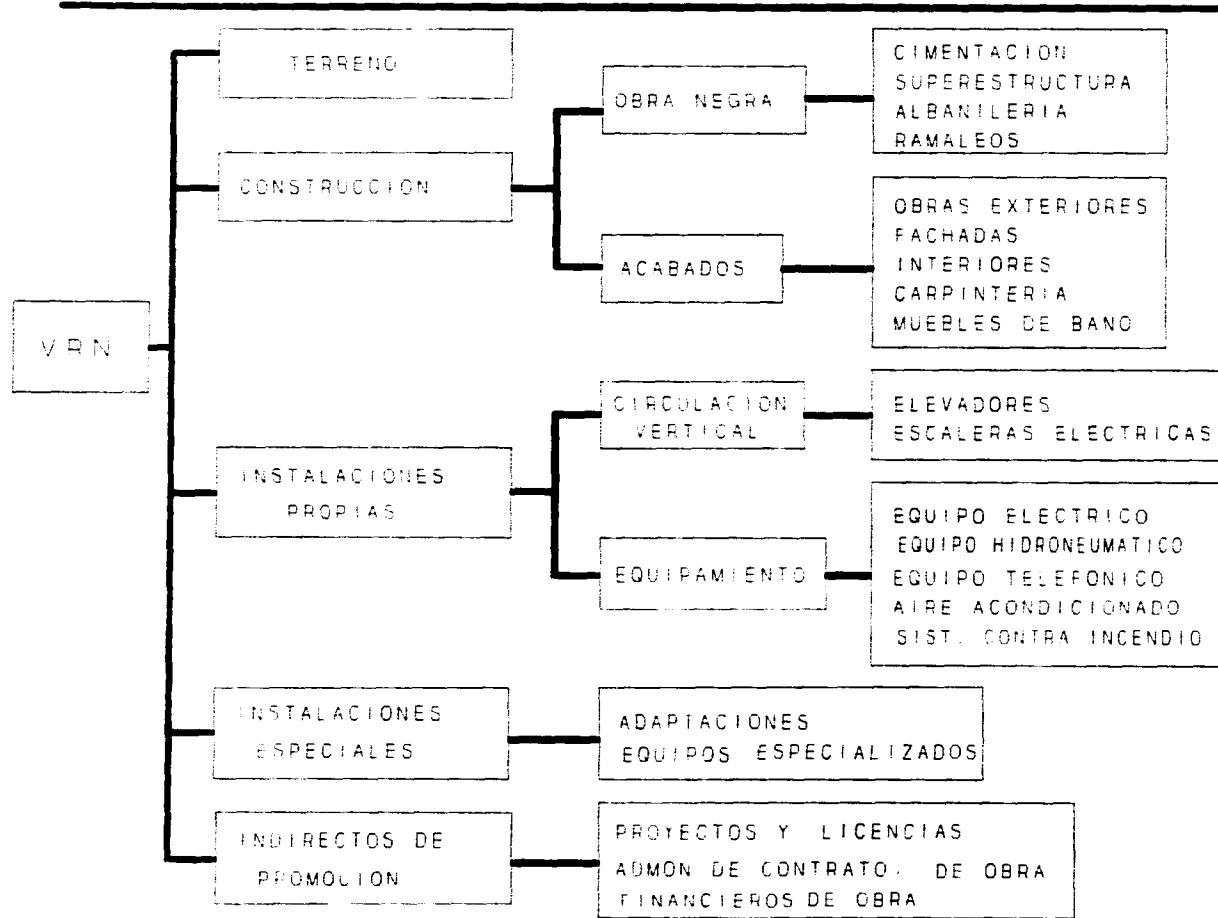 VRN
TERRENO
CONSTRUCCION
OBRA NEGRA
CIMENTACION
SUPERESTRUCTURA
ALBANILERIA
RAMALEOS
ACABADOS
OBRAS EXTERIORES
FACHADAS
INTERIORES
CARPINTERIA
MUEBLES DE BANO
INSTALACIONES
PROPIAS
CIRCULACION
VERTICAL
ELEVADORES
ESCALERAS ELECTRICAS
EQUIPAMIENTO
EQUIPO ELECTRICO
EQUIPO HIDRONEUMATICO
EQUIPO TELEFONICO
AIRE ACONDICIONADO
SIST. CONTRA INCENDIO
INSTALACIONES
ESPECIALES
ADAPTACIONES
EQUIPOS ESPECIALIZADOS
INDIRECTOS DE
PROMOCION
PROYECTOS Y LICENCIAS
ADMON DE CONTRATO, DE OBRA
FINANCIEROS DE OBRA